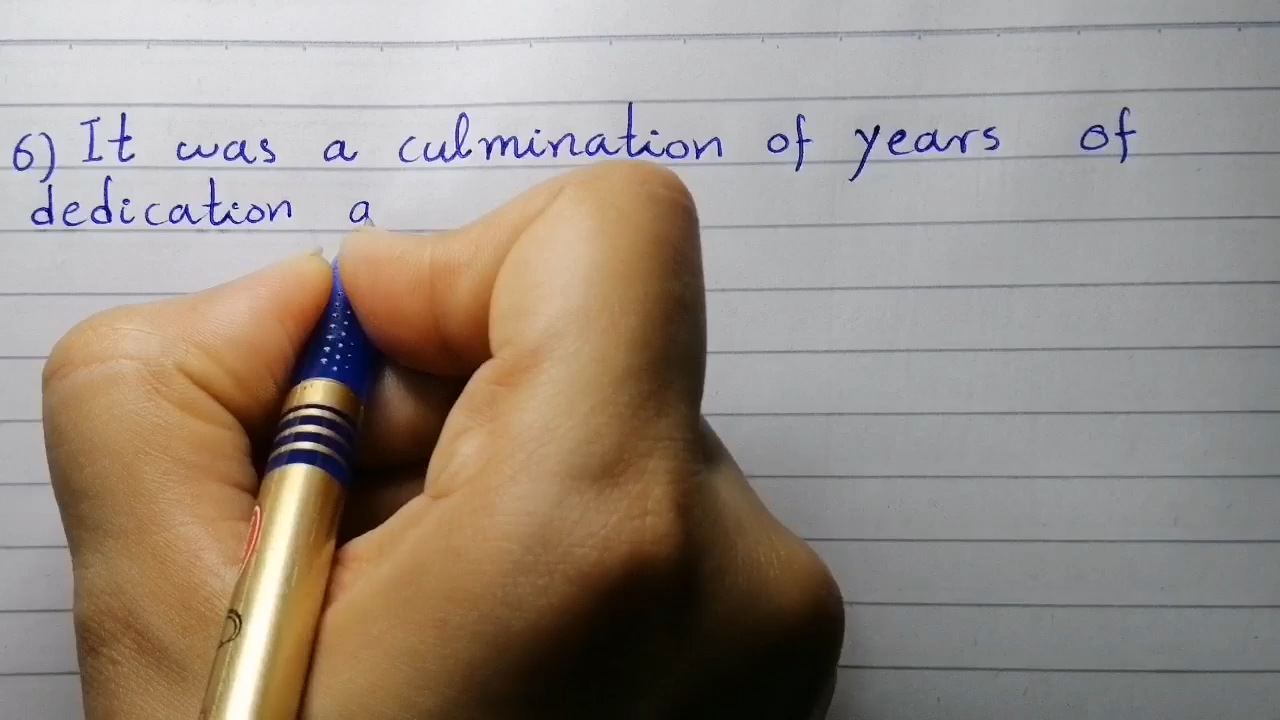 6) It was a culmination of years of
dedication a